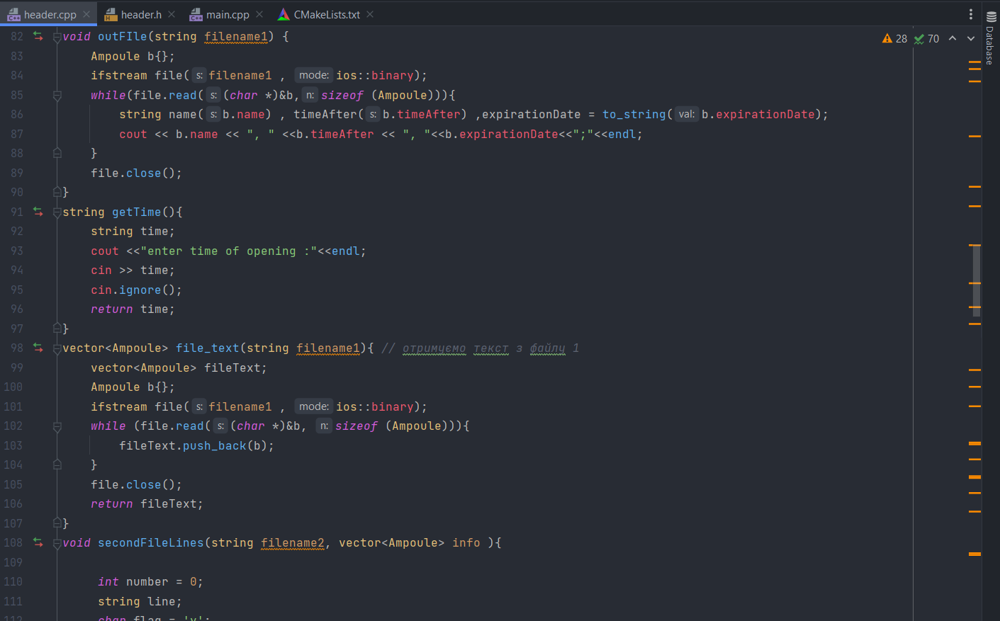 header.cpp header.h main.cpp CMakeLists.txt
Database
28 70
82 void outFIle(string filename1) {
83 Ampoule b{};
84 ifstream file( s: filename1 , mode: ios::binary);
85 while(file.read( s: (char *)&b, n: sizeof (Ampoule))){
86 string name( s: b.name) , timeAfter( s: b.timeAfter) ,expirationDate = to_string( val: b.expirationDate);
87 cout << b.name << ", " <<b.timeAfter << ", "<<b.expirationDate<<";"<<endl;
88 }
89 file.close();
90 }
91 string getTime(){
92 string time;
93 cout <<"enter time of opening :"<<endl;
94 cin >> time;
95 cin.ignore();
96 return time;
97 }
98 vector<Ampoule> file_text(string filename1){ // отримуємо текст з файлу 1
99 vector<Ampoule> fileText;
100 Ampoule b{};
101 ifstream file( s: filename1 , mode: ios::binary);
102 while (file.read( s: (char *)&b, n: sizeof (Ampoule))){
103 fileText.push_back(b);
104 }
105 file.close();
106 return fileText;
107 }
108 void secondFileLines(string filename2, vector<Ampoule> info ){
109
110 int number = 0;
111 string line;
112 char flag = 'y';